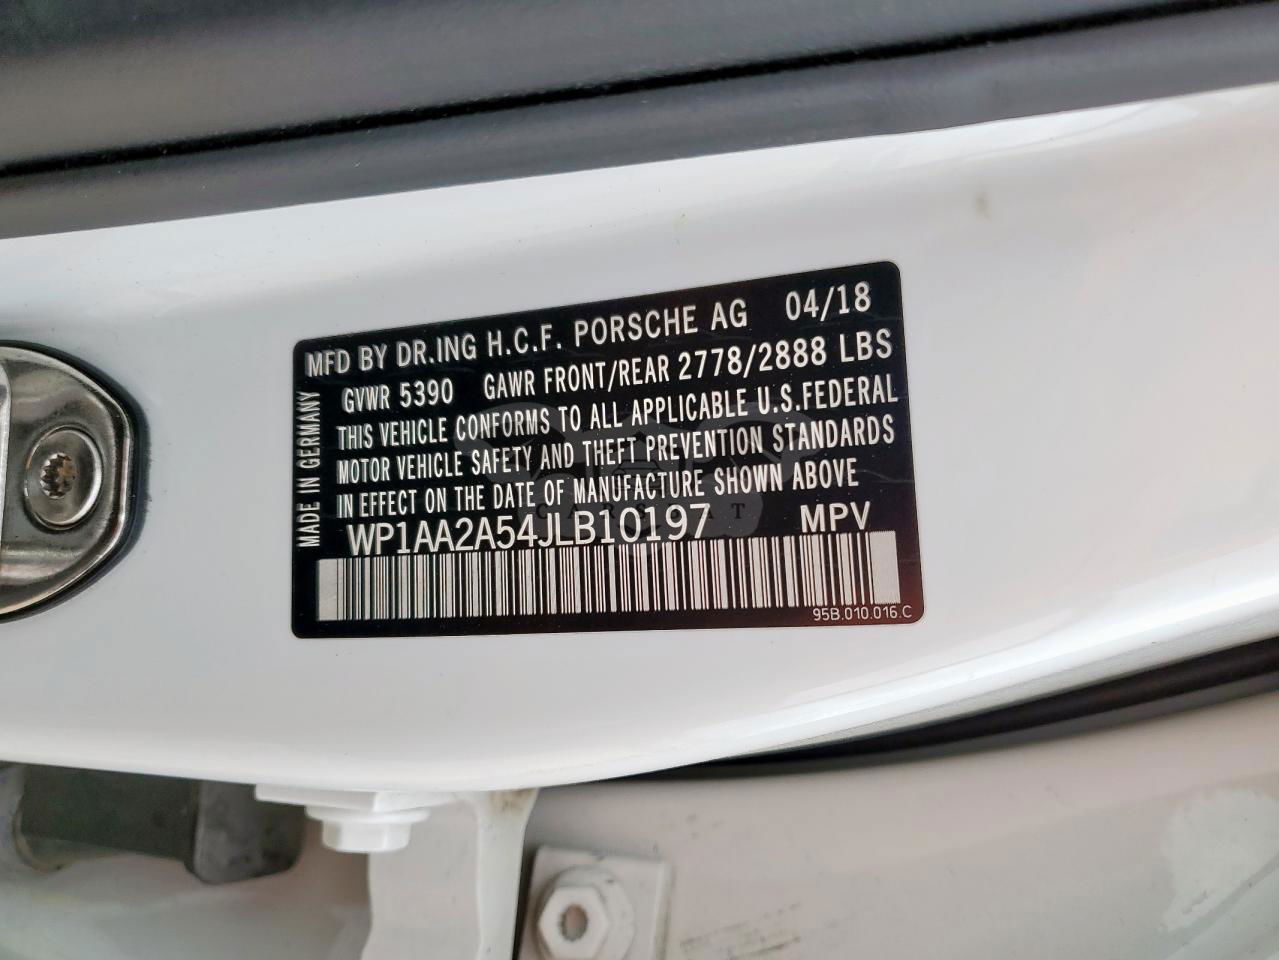 MFD BY DR.ING H.C.F. PORSCHE AG 04/18
GVWR 5390 GAWR FRONT/REAR 2778/2888 LBS
THIS VEHICLE CONFORMS TO ALL APPLICABLE U.S.FEDERAL
MOTOR VEHICLE SAFETY AND THEFT PREVENTION STANDARDS
IN EFFECT ON THE DATE OF MANUFACTURE SHOWN ABOVE
WP1AA2A54JLB10197 MPV
95B.010.016.C
MADE IN GERMANY